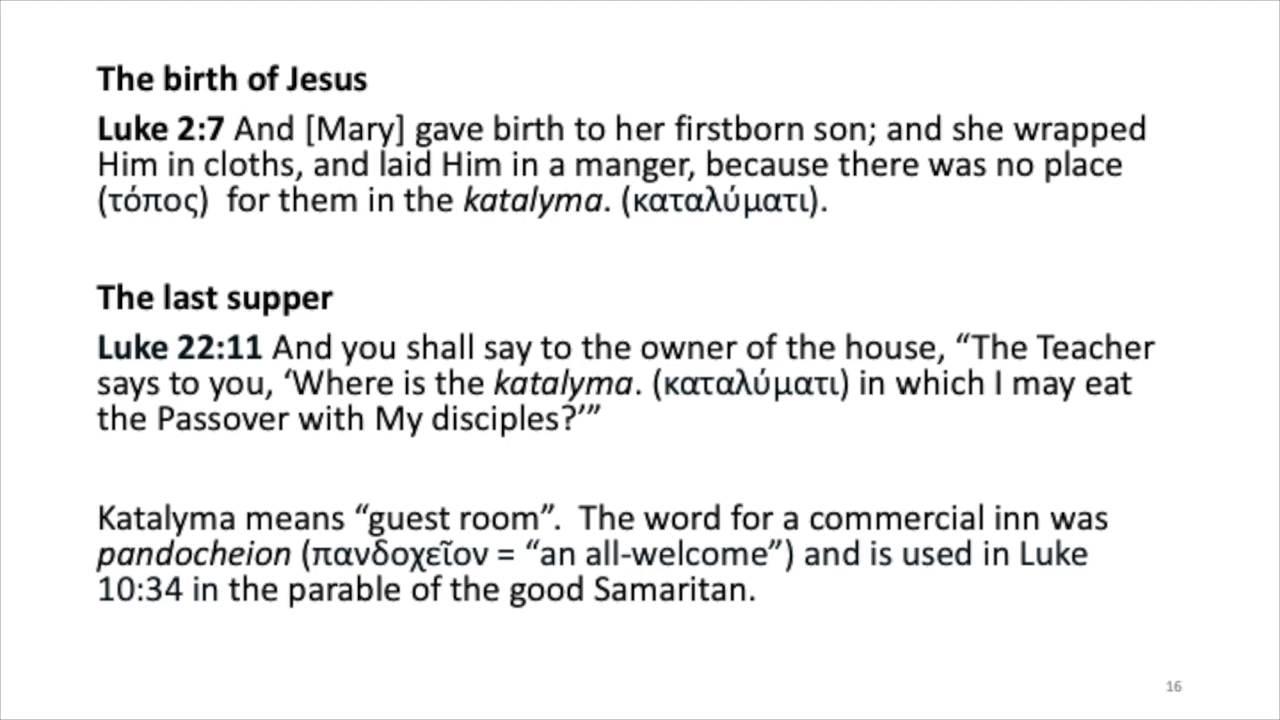 The birth of Jesus
Luke 2:7 And [Mary] gave birth to her firstborn son; and she wrapped
Him in cloths, and laid Him in a manger, because there was no place
(τόπος)  for them in the katalyma. (καταλύματι).
The last supper
Luke 22:11 And you shall say to the owner of the house, “The Teacher
says to you, ‘Where is the katalyma. (καταλύματι) in which I may eat
the Passover with My disciples?’”
Katalyma means “guest room”.  The word for a commercial inn was
pandocheion (πανδοχεῖον = “an all-welcome”) and is used in Luke
10:34 in the parable of the good Samaritan.
16